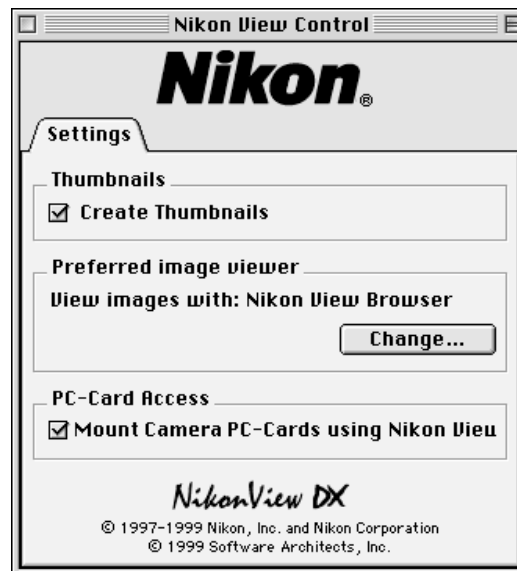 Nikon View Control
Nikon®
Settings
Thumbnails
Create Thumbnails
Preferred image viewer
View images with: Nikon View Browser
Change...
PC-Card Access
Mount Camera PC-Cards using Nikon View
NikonView DX
© 1997-1999 Nikon, Inc. and Nikon Corporation
© 1999 Software Architects, Inc.